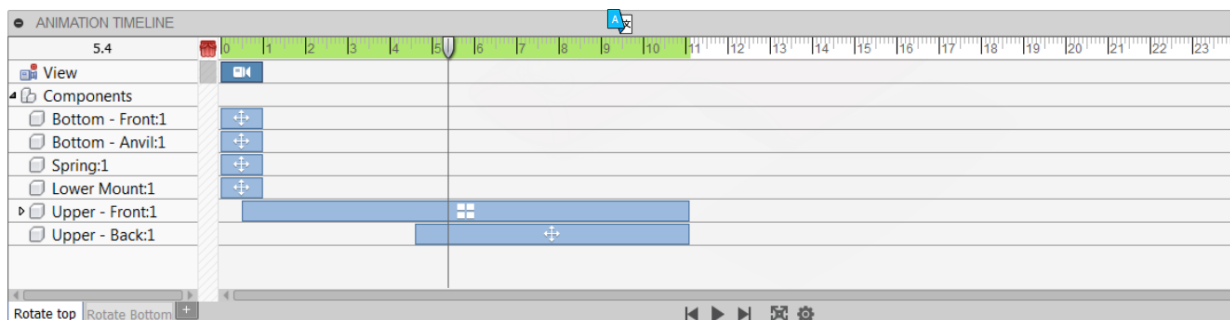 ANIMATION TIMELINE
5.4 0 1 2 3 4 5 6 7 8 9 10 11 12 13 14 15 16 17 18 19 20 21 22 23
View
Components
Bottom - Front:1
Bottom - Anvil:1
Spring:1
Lower Mount:1
Upper - Front:1
Upper - Back:1
Rotate top Rotate Bottom +